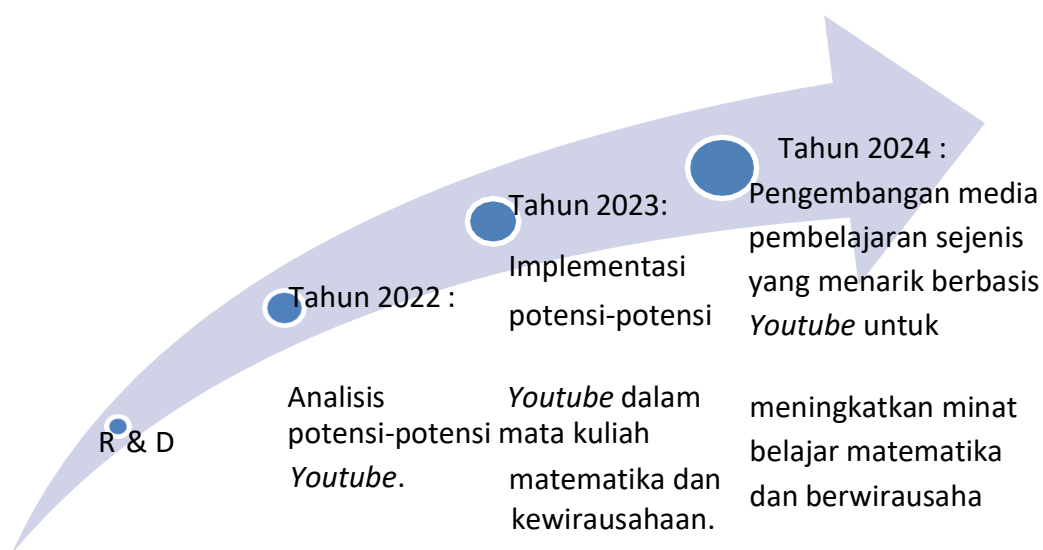 R & D
Tahun 2022 :
Analisis
potensi-potensi
Youtube.
Tahun 2023:
Implementasi
potensi-potensi
Youtube dalam
mata kuliah
matematika dan
kewirausahaan.
Tahun 2024 :
Pengembangan media
pembelajaran sejenis
yang menarik berbasis
Youtube untuk
meningkatkan minat
belajar matematika
dan berwirausaha